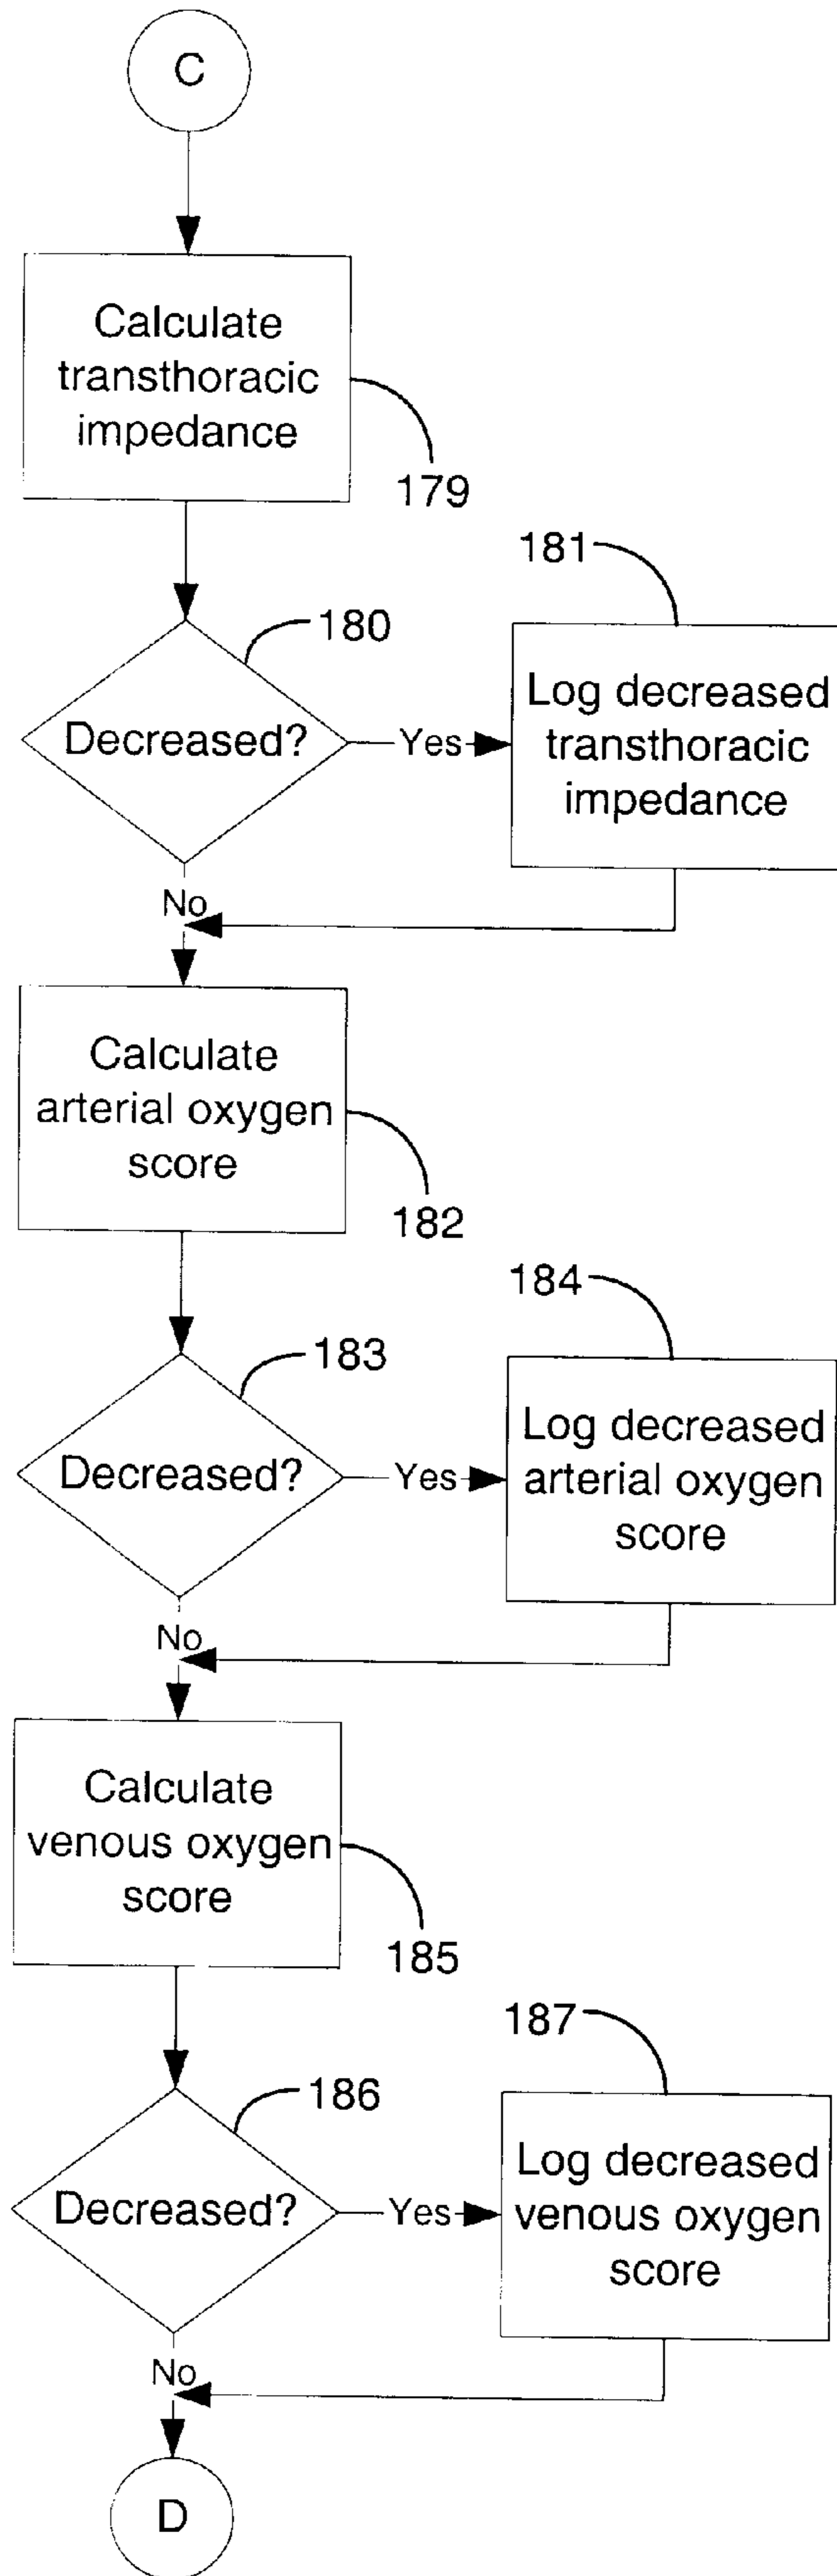 C
Calculate
transthoracic
impedance
179
180
Decreased?
Yes
181
Log decreased
transthoracic
impedance
No
Calculate
arterial oxygen
score
182
183
Decreased?
Yes
184
Log decreased
arterial oxygen
score
No
Calculate
venous oxygen
score
185
186
Decreased?
Yes
187
Log decreased
venous oxygen
score
No
D